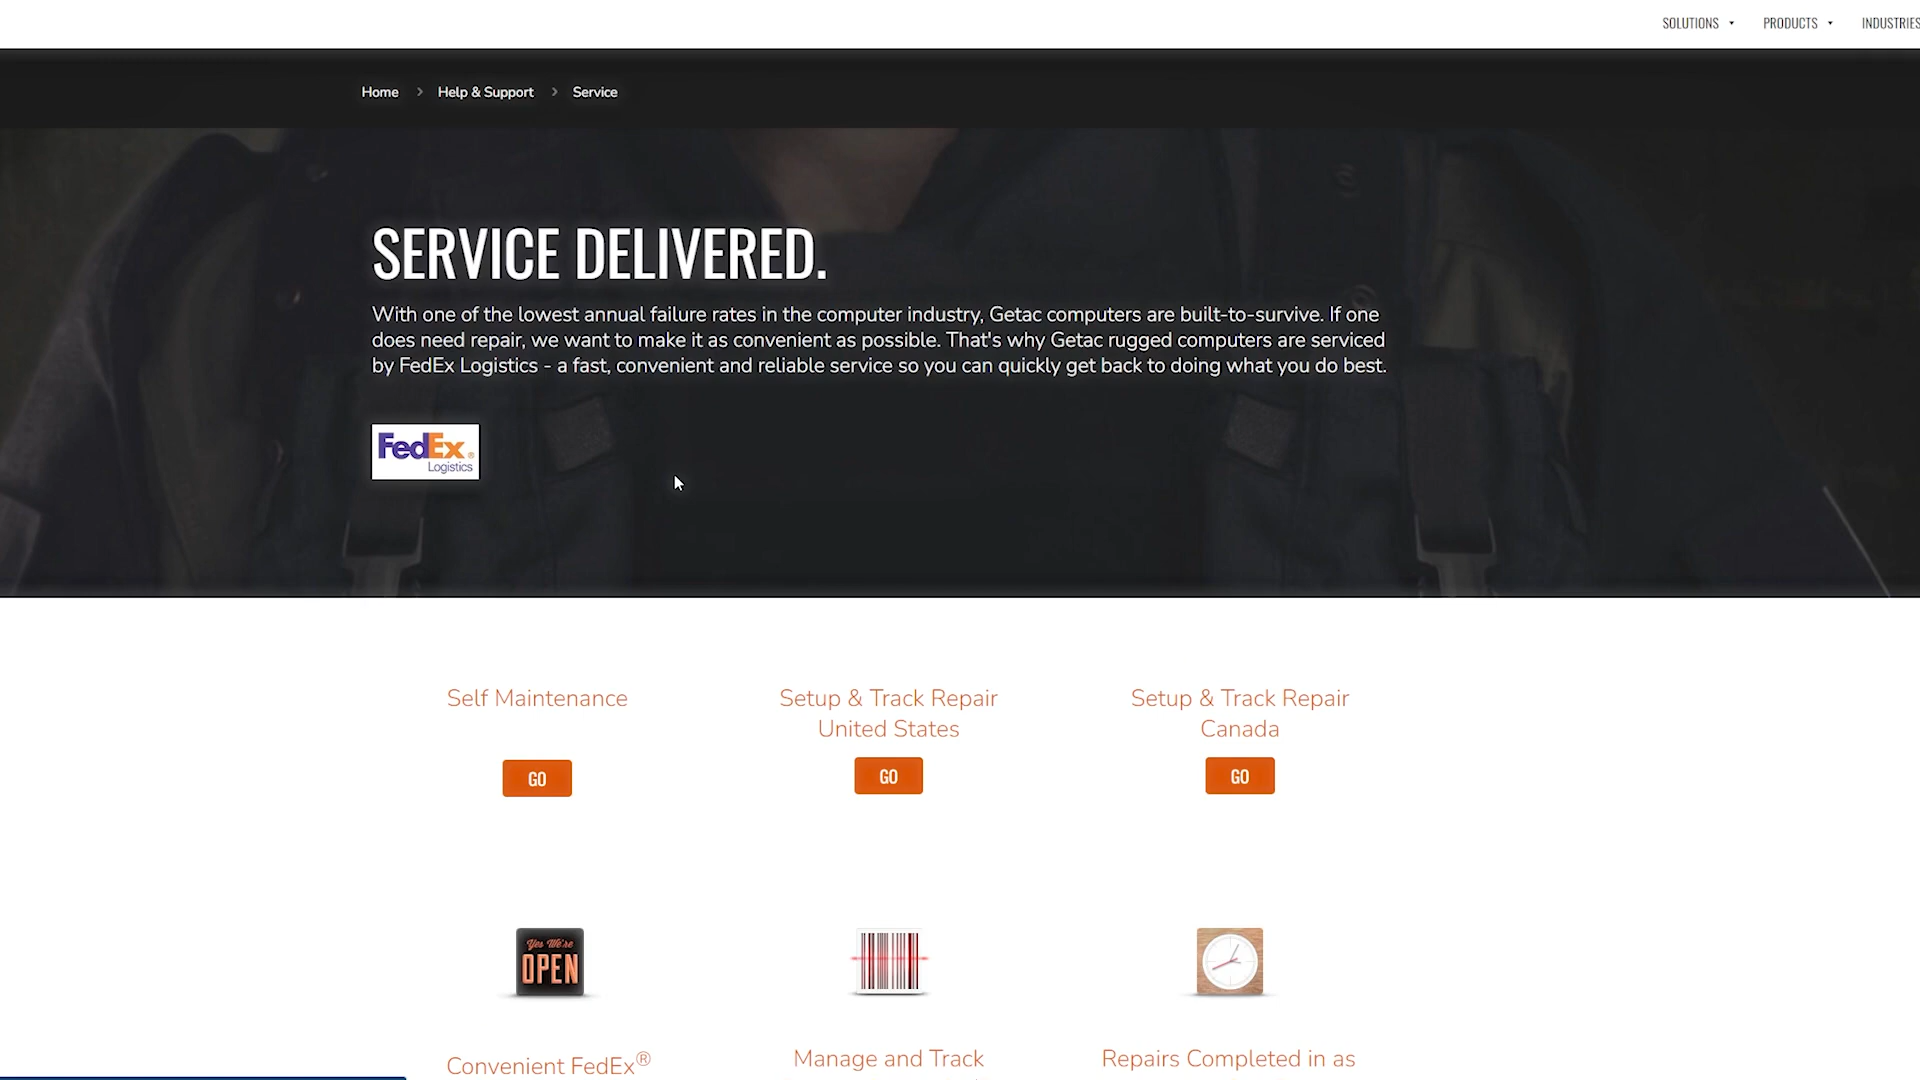 SOLUTIONS PRODUCTS INDUSTRIES
Home Help & Support Service
SERVICE DELIVERED.
With one of the lowest annual failure rates in the computer industry, Getac computers are built-to-survive. If one
does need repair, we want to make it as convenient as possible. That's why Getac rugged computers are serviced
by FedEx Logistics - a fast, convenient and reliable service so you can quickly get back to doing what you do best.
FedEx®
Logistics
Self Maintenance
Setup & Track Repair
United States
Setup & Track Repair
Canada
GO
GO
GO
Yes We're
OPEN
Convenient FedEx®
Manage and Track
Repairs Completed in as